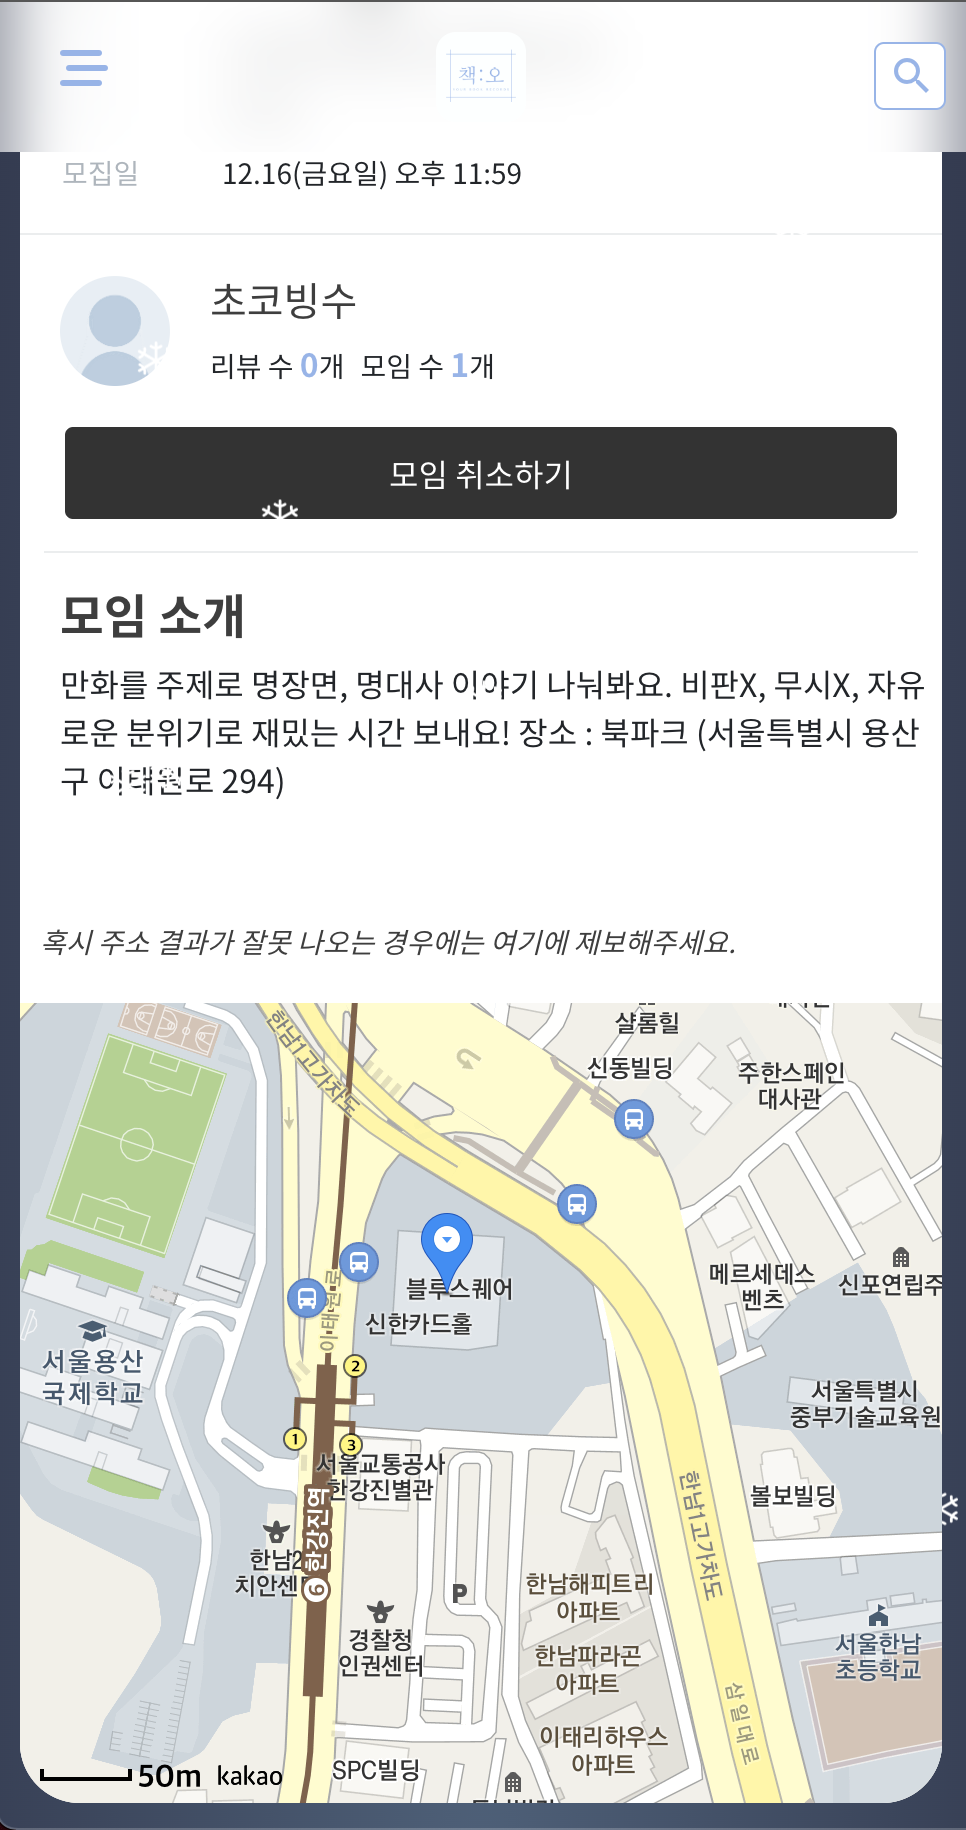 책:오
모집일 12.16(금요일) 오후 11:59
초코빙수
리뷰 수 0개 모임 수 1개
모임 취소하기
모임 소개
만화를 주제로 명장면, 명대사 이야기 나눠봐요. 비판X, 무시X, 자유
로운 분위기로 재밌는 시간 보내요! 장소 : 북파크 (서울특별시 용산
구 이태원로 294)
혹시 주소 결과가 잘못 나오는 경우에는 여기에 제보해주세요.
한남1고가차도
샬롬힐
신동빌딩
주한스페인
대사관
블루스퀘어
신한카드홀
이태원로
메르세데스
벤츠
신포연립주
서울용산
국제학교
2
1
3
서울특별시
중부기술교육원
서울교통공사
한강진별관
볼보빌딩
한남1고가차도
6 한강진역
한남2
치안센
P
경찰청
인권센터
한남해피트리
아파트
한남파라곤
아파트
서울한남
초등학교
이태리하우스
아파트
삼일대로
SPC빌딩
50m kakao